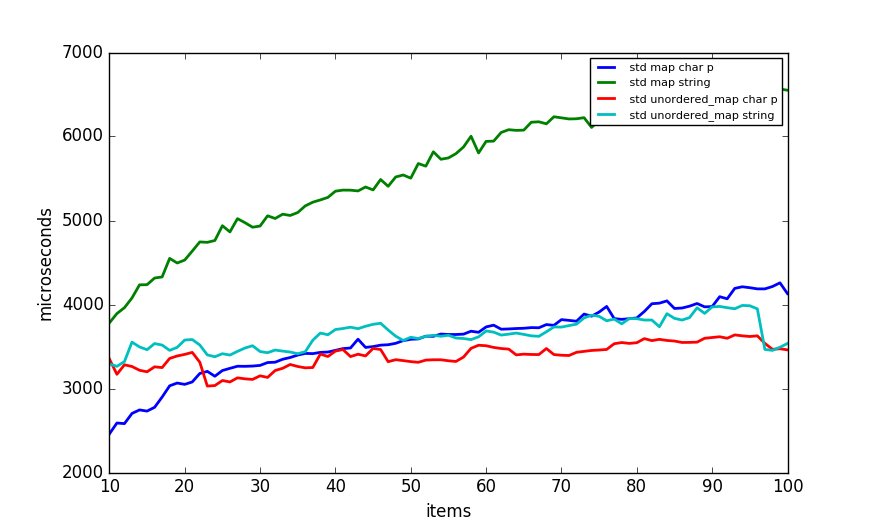 7000
6000
5000
4000
3000
2000
microseconds
std map char p
std map string
std unordered_map char p
std unordered_map string
10 20 30 40 50 60 70 80 90 100
items